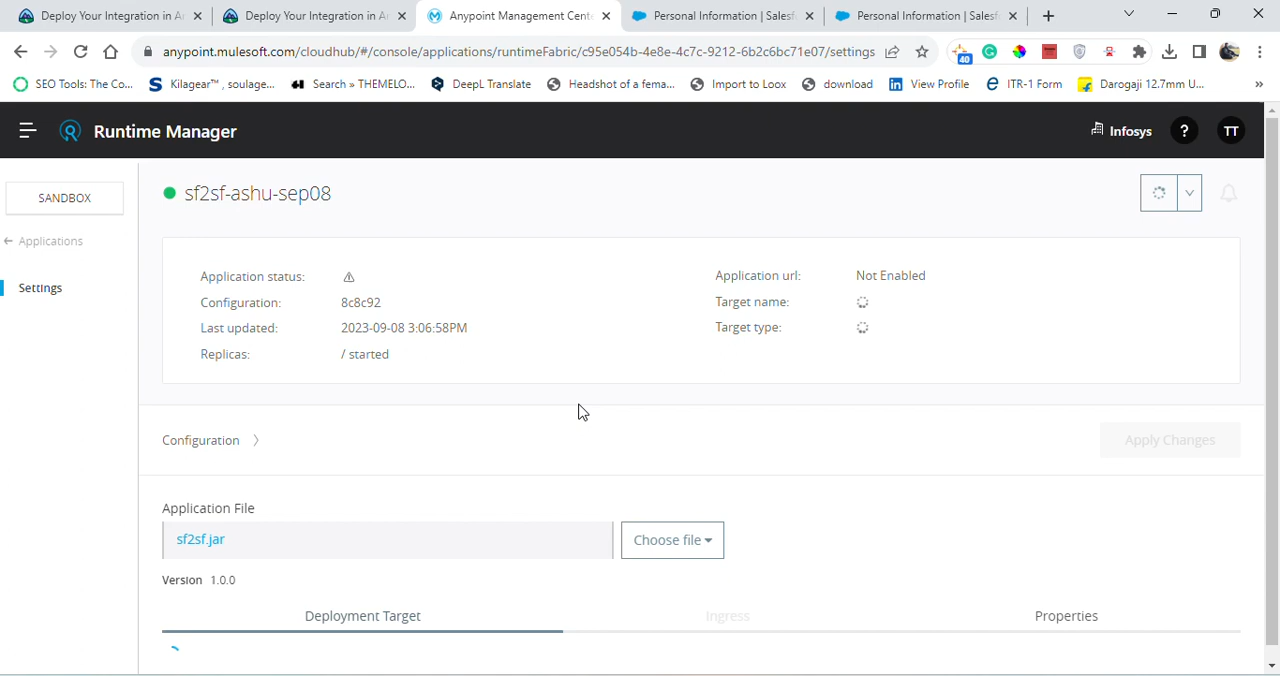 Deploy Your Integration in Ar
Deploy Your Integration in Ar
Anypoint Management Cente
Personal Information | Salesf
Personal Information | Salesf
anypoint.mulesoft.com/cloudhub/#/console/applications/runtimeFabric/c95e054b-4e8e-4c7c-9212-6b2c6bc71e07/settings
40
SEO Tools: The Co...
Kilagear™, soulage...
Search » THEMELO...
DeepL Translate
Headshot of a fema...
Import to Loox
download
View Profile
ITR-1 Form
Darogaji 12.7mm U...
Runtime Manager
Infosys
?
TT
SANDBOX
sf2sf-ashu-sep08
Applications
Settings
Application status:
Application url: Not Enabled
Configuration: 8c8c92
Target name:
Last updated: 2023-09-08 3:06:58PM
Target type:
Replicas: / started
Configuration
Apply Changes
Application File
sf2sf.jar
Choose file
Version 1.0.0
Deployment Target
Ingress
Properties